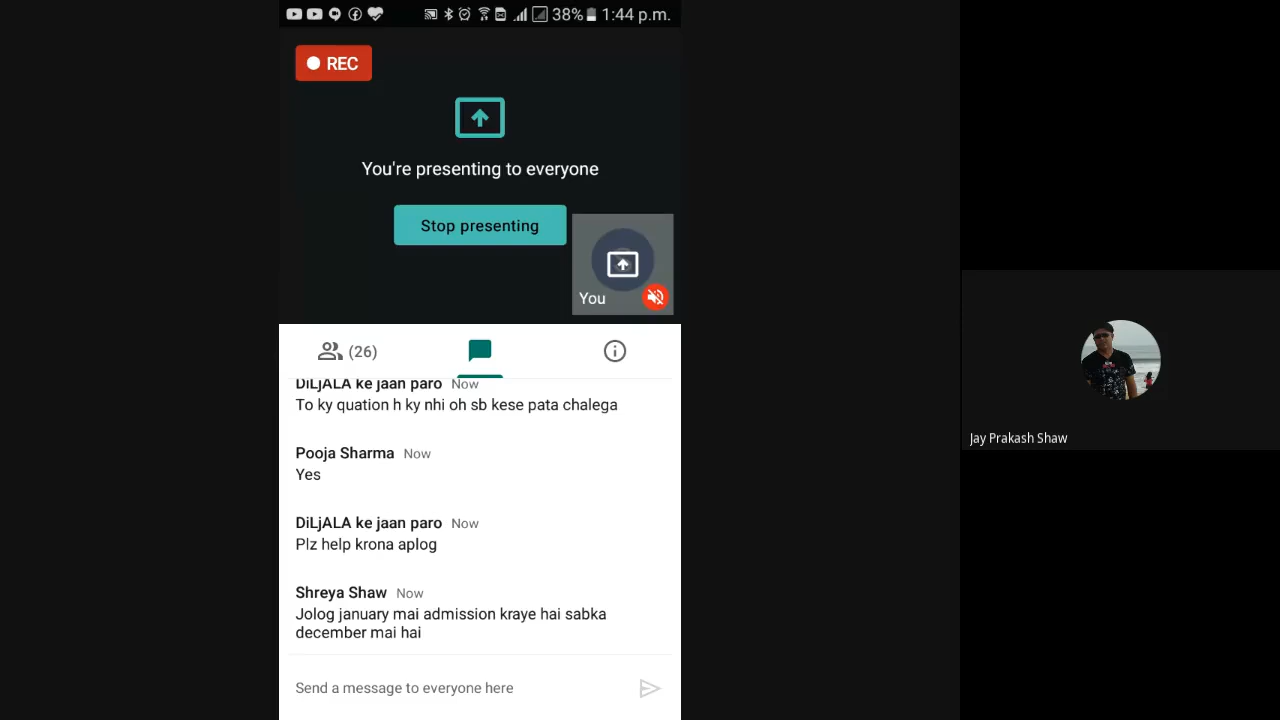 38% 1:44 p.m.
REC
You're presenting to everyone
Stop presenting
You
(26)
DiLjALA ke jaan paro Now
To ky quation h ky nhi oh sb kese pata chalega
Pooja Sharma Now
Yes
DiLjALA ke jaan paro Now
Plz help krona aplog
Shreya Shaw Now
Jolog january mai admission kraye hai sabka
december mai hai
Send a message to everyone here
Jay Prakash Shaw